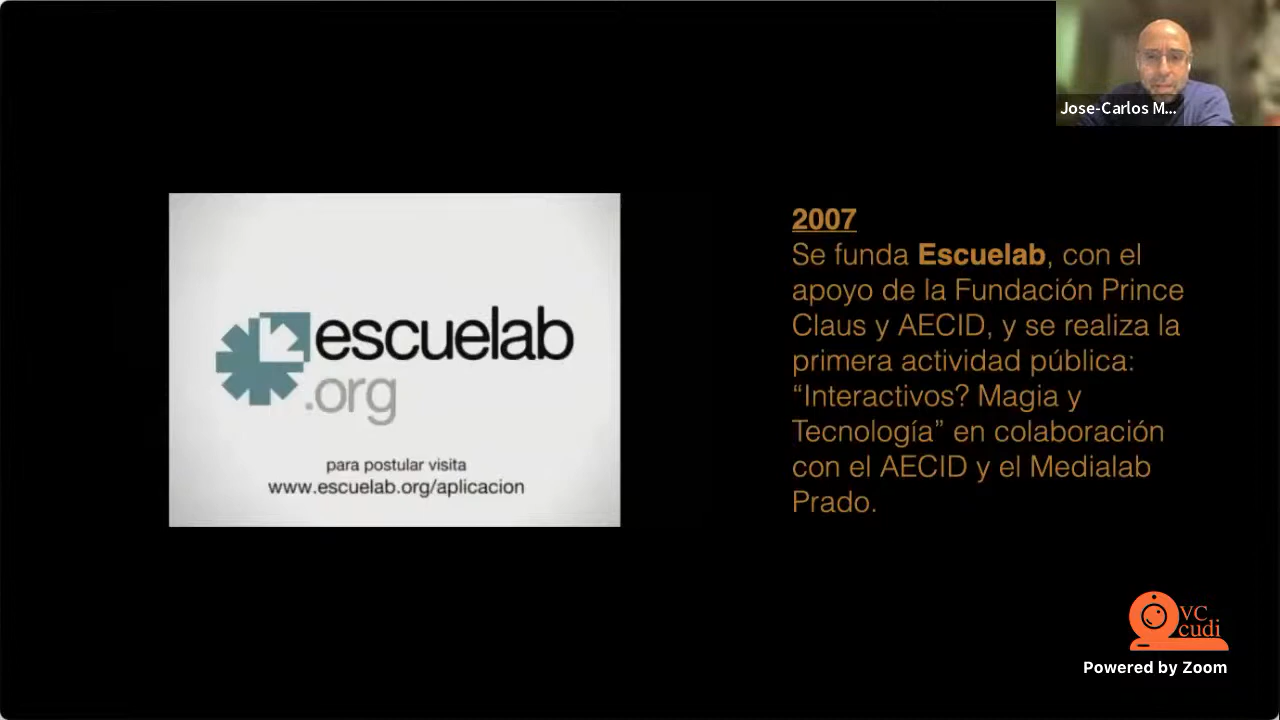 Jose-Carlos M...
escuelab
.org
para postular visita
www.escuelab.org/aplicacion
2007
Se funda Escuelab, con el
apoyo de la Fundación Prince
Claus y AECID, y se realiza la
primera actividad pública:
“Interactivos? Magia y
Tecnología” en colaboración
con el AECID y el Medialab
Prado.
VC
cudi
Powered by Zoom